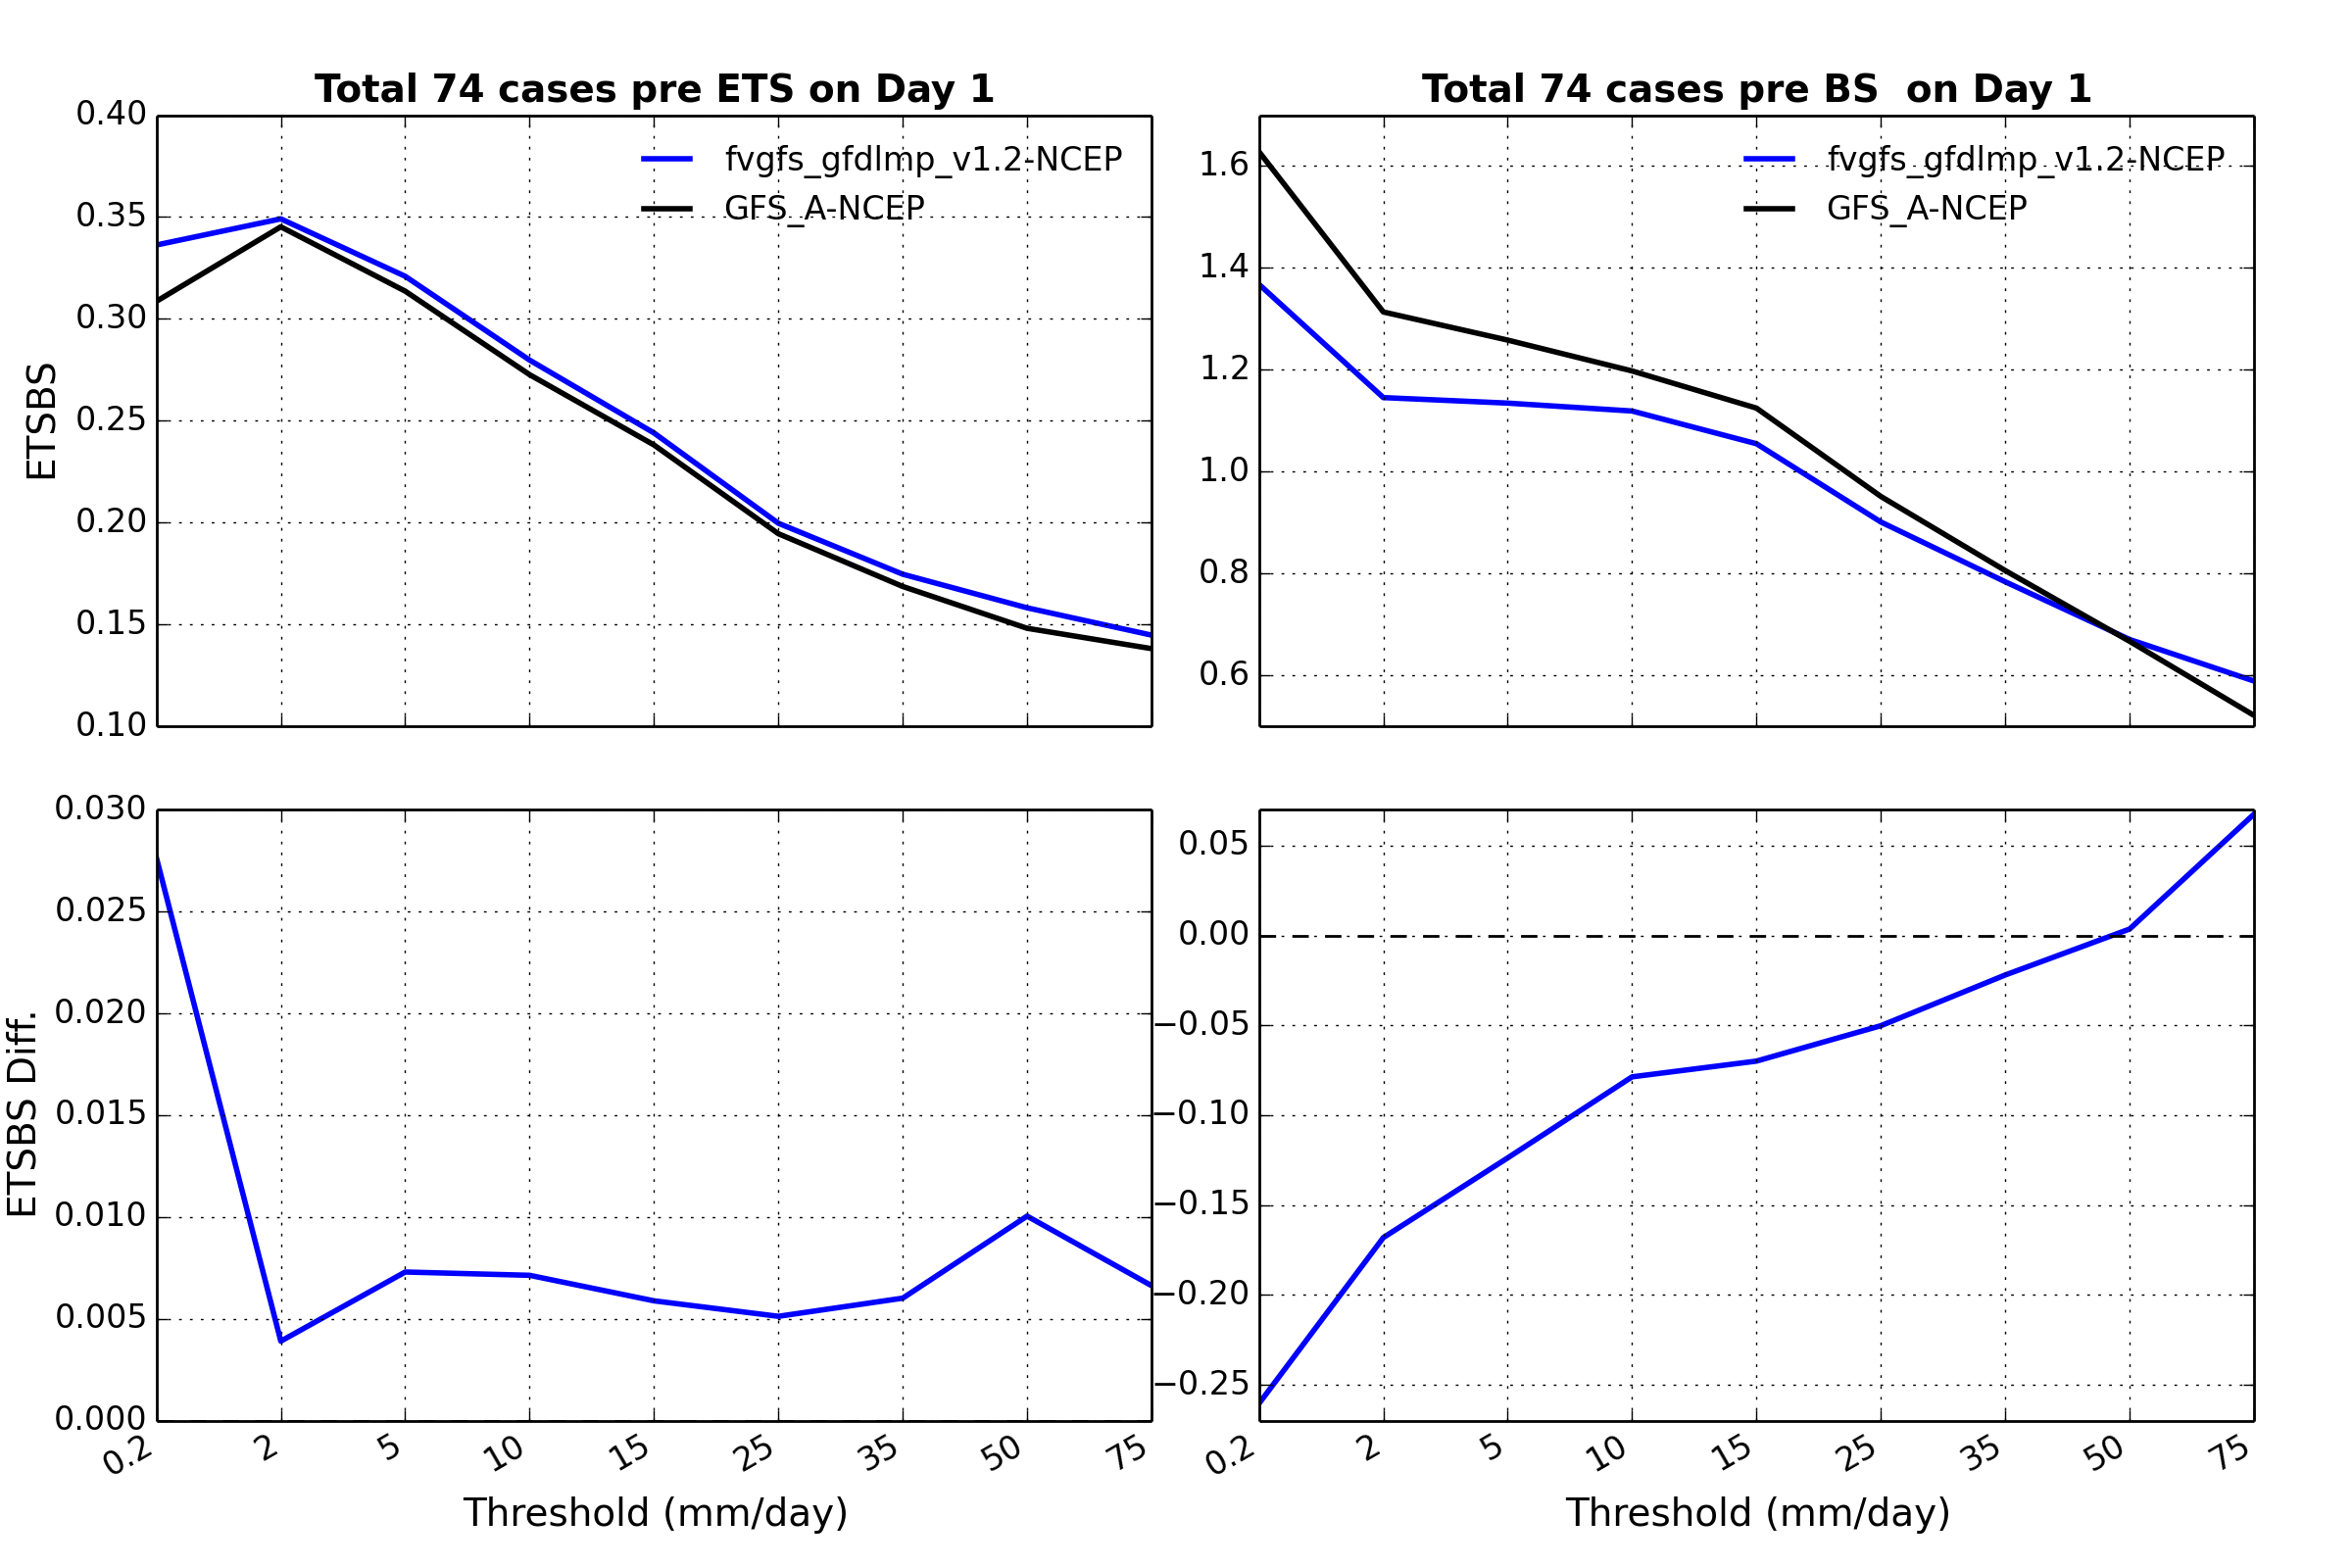 Total 74 cases pre ETS on Day 1
0.40
0.35
0.30
0.25
0.20
0.15
0.10
ETSBS
fvgfs_gfdlmp_v1.2-NCEP
GFS_A-NCEP
Total 74 cases pre BS  on Day 1
1.6
1.4
1.2
1.0
0.8
0.6
fvgfs_gfdlmp_v1.2-NCEP
GFS_A-NCEP
0.030
0.025
0.020
0.015
0.010
0.005
0.000
ETSBS Diff.
0.2 2 5 10 15 25 35 50 75
Threshold (mm/day)
0.05
0.00
−0.05
−0.10
−0.15
−0.20
−0.25
0.2 2 5 10 15 25 35 50 75
Threshold (mm/day)